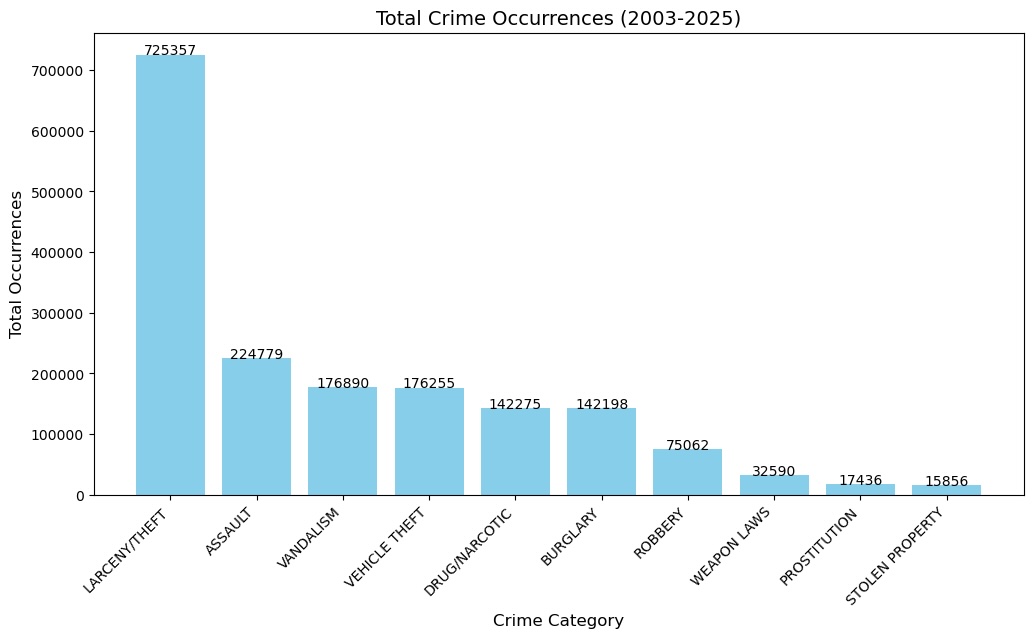 Total Crime Occurrences (2003-2025)
Total Occurrences
700000
600000
500000
400000
300000
200000
100000
0
725357
224779
176890
176255
142275
142198
75062
32590
17436
15856
LARCENY/THEFT
ASSAULT
VANDALISM
VEHICLE THEFT
DRUG/NARCOTIC
BURGLARY
ROBBERY
WEAPON LAWS
PROSTITUTION
STOLEN PROPERTY
Crime Category